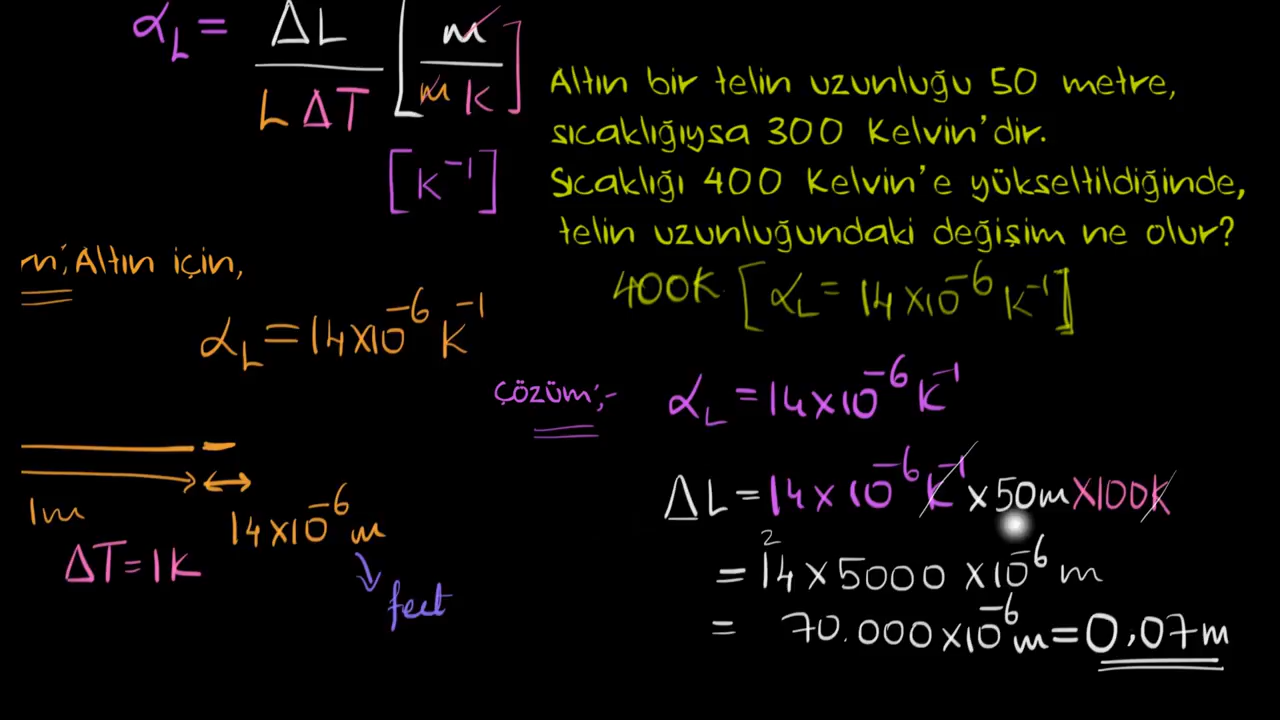 αL = ΔL / L ΔT [m / m K]
[K⁻¹]
Altın bir telin uzunluğu 50 metre,
sıcaklığıysa 300 Kelvin'dir.
Sıcaklığı 400 Kelvin'e yükseltildiğinde,
telin uzunluğundaki değişim ne olur?
400K [αL = 14×10⁻⁶ K⁻¹]
m; Altın için,
αL = 14×10⁻⁶ K⁻¹
1m
14×10⁻⁶ m
ΔT = 1K
feet
Çözüm;-
αL = 14×10⁻⁶ K⁻¹
ΔL = 14×10⁻⁶ K⁻¹ × 50m × 100K
2
= 14 × 5000 × 10⁻⁶ m
= 70.000 × 10⁻⁶ m = 0,07m